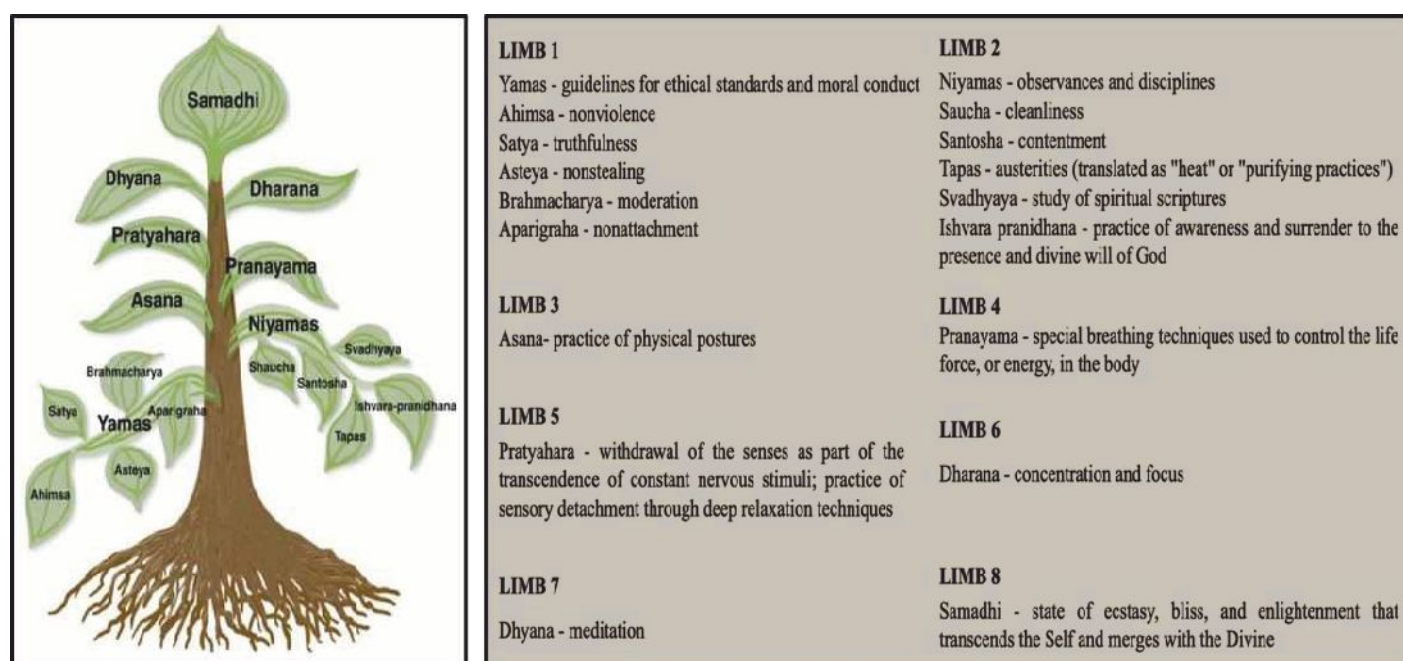 Samadhi
Dhyana
Dharana
Pratyahara
Pranayama
Asana
Niyamas
Svadhyaya
Shaucha
Santosha
Brahmacharya
Ishvara-pranidhana
Satya
Aparigraha
Yamas
Tapas
Asteya
Ahimsa
LIMB 1
Yamas - guidelines for ethical standards and moral conduct
Ahimsa - nonviolence
Satya - truthfulness
Asteya - nonstealing
Brahmacharya - moderation
Aparigraha - nonattachment
LIMB 2
Niyamas - observances and disciplines
Saucha - cleanliness
Santosha - contentment
Tapas - austerities (translated as "heat" or "purifying practices")
Svadhyaya - study of spiritual scriptures
Ishvara pranidhana - practice of awareness and surrender to the
presence and divine will of God
LIMB 3
Asana- practice of physical postures
LIMB 4
Pranayama - special breathing techniques used to control the life
force, or energy, in the body
LIMB 5
Pratyahara - withdrawal of the senses as part of the
transcendence of constant nervous stimuli; practice of
sensory detachment through deep relaxation techniques
LIMB 6
Dharana - concentration and focus
LIMB 7
Dhyana - meditation
LIMB 8
Samadhi - state of ecstasy, bliss, and enlightenment that
transcends the Self and merges with the Divine